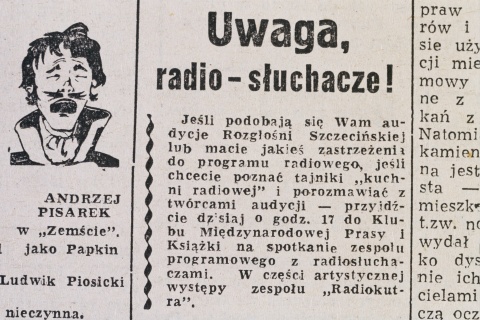 ANDRZEJ
PISAREK
w „Zemście”.
jako Papkin
Ludwik Piosicki
nieczynna.
Uwaga,
radio-słuchacze!
Jeśli podobają się Wam au-
dycje Rozgłośni Szczecińskiej
lub macie jakieś zastrzeżenia
do programu radiowego, jeśli
chcecie poznać tajniki „kuch-
ni radiowej” i porozmawiać z
twórcami audycji — przyjdź-
cie dzisiaj o godz. 17 do Klu-
bu Międzynarodowej Prasy i
Książki na spotkanie zespołu
programowego z radiosłucha-
czami. W części artystycznej
występy zespołu „Radiokut-
ra”.
praw
rów i
sie uży
cji mie
mowy
ne z
kań z
Natomi
kamien
na jest
sta —
mieszk
t.zw. no
wydał
ko dys
nie ich
cielami
czą ocz